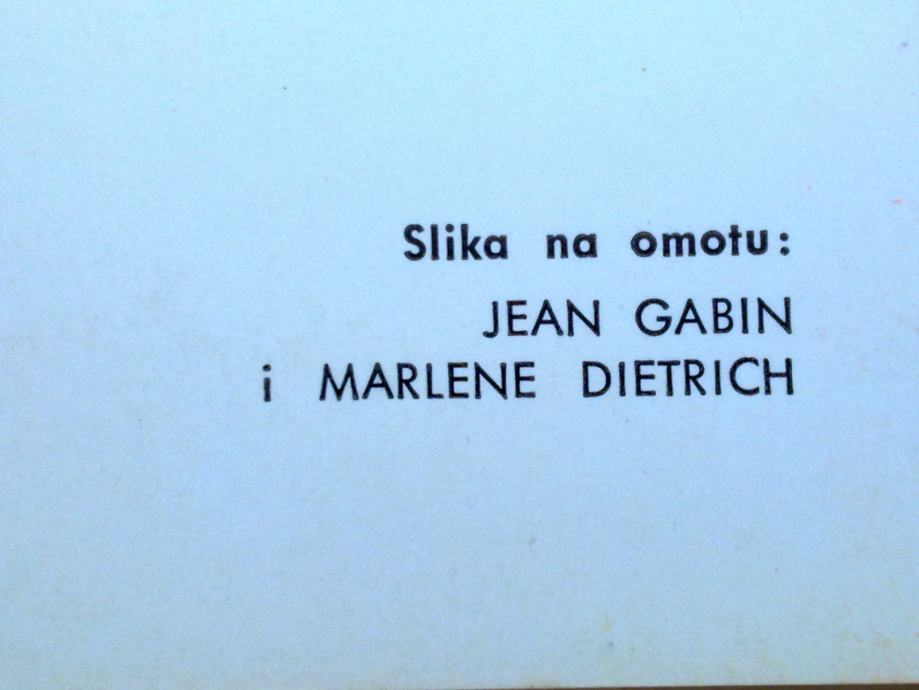 Slika na omotu:
JEAN GABIN
i MARLENE DIETRICH